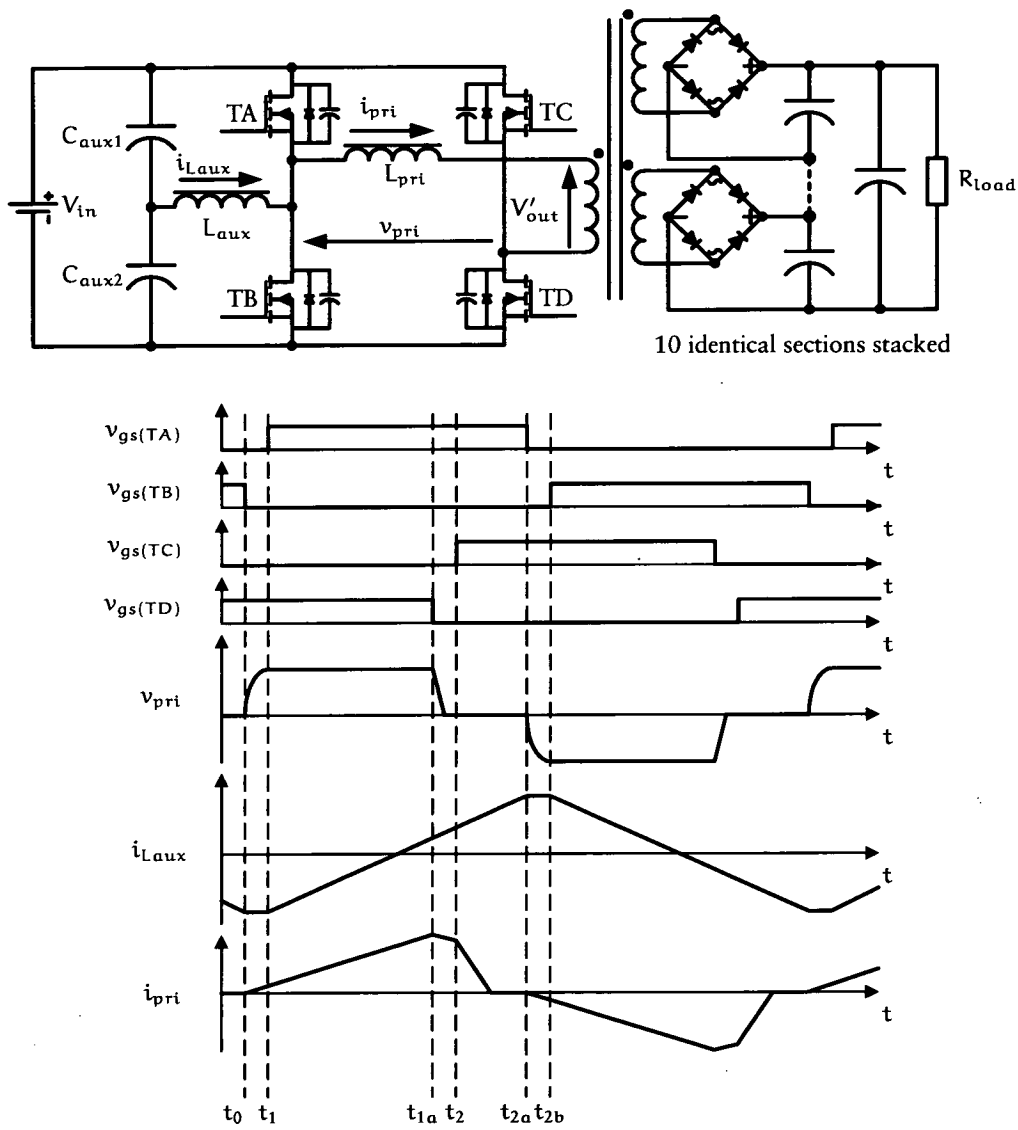 TA
i_pri
TC
C_aux1
i_Laux
L_pri
V_in
L_aux
V'_out
R_load
v_pri
C_aux2
TB
TD
10 identical sections stacked
v_gs(TA)
t
v_gs(TB)
t
v_gs(TC)
t
v_gs(TD)
t
v_pri
t
i_Laux
t
i_pri
t
t_0 t_1 t_1a t_2 t_2a t_2b